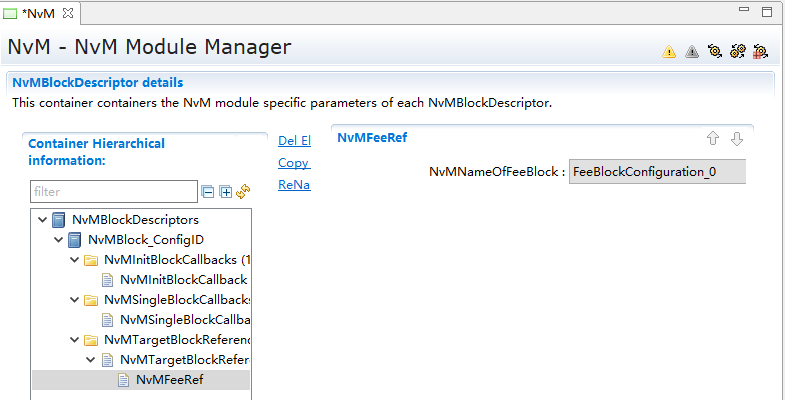 *NvM
NvM - NvM Module Manager
NvMBlockDescriptor details
This container containers the NvM module specific parameters of each NvMBlockDescriptor.
Container Hierarchical
information:
filter
NvMBlockDescriptors
NvMBlock_ConfigID
NvMInitBlockCallbacks (1
NvMInitBlockCallback
NvMSingleBlockCallbacks
NvMSingleBlockCallba
NvMTargetBlockReferenc
NvMTargetBlockRefer
NvMFeeRef
Del El
Copy
ReNa
NvMFeeRef
NvMNameOfFeeBlock : FeeBlockConfiguration_0